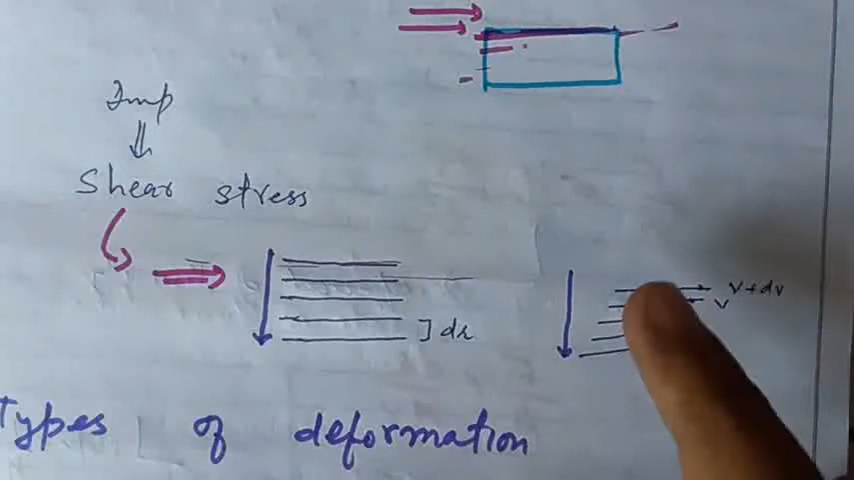 Imp
Shear stress
V + dv
V
] dr
Types of deformation